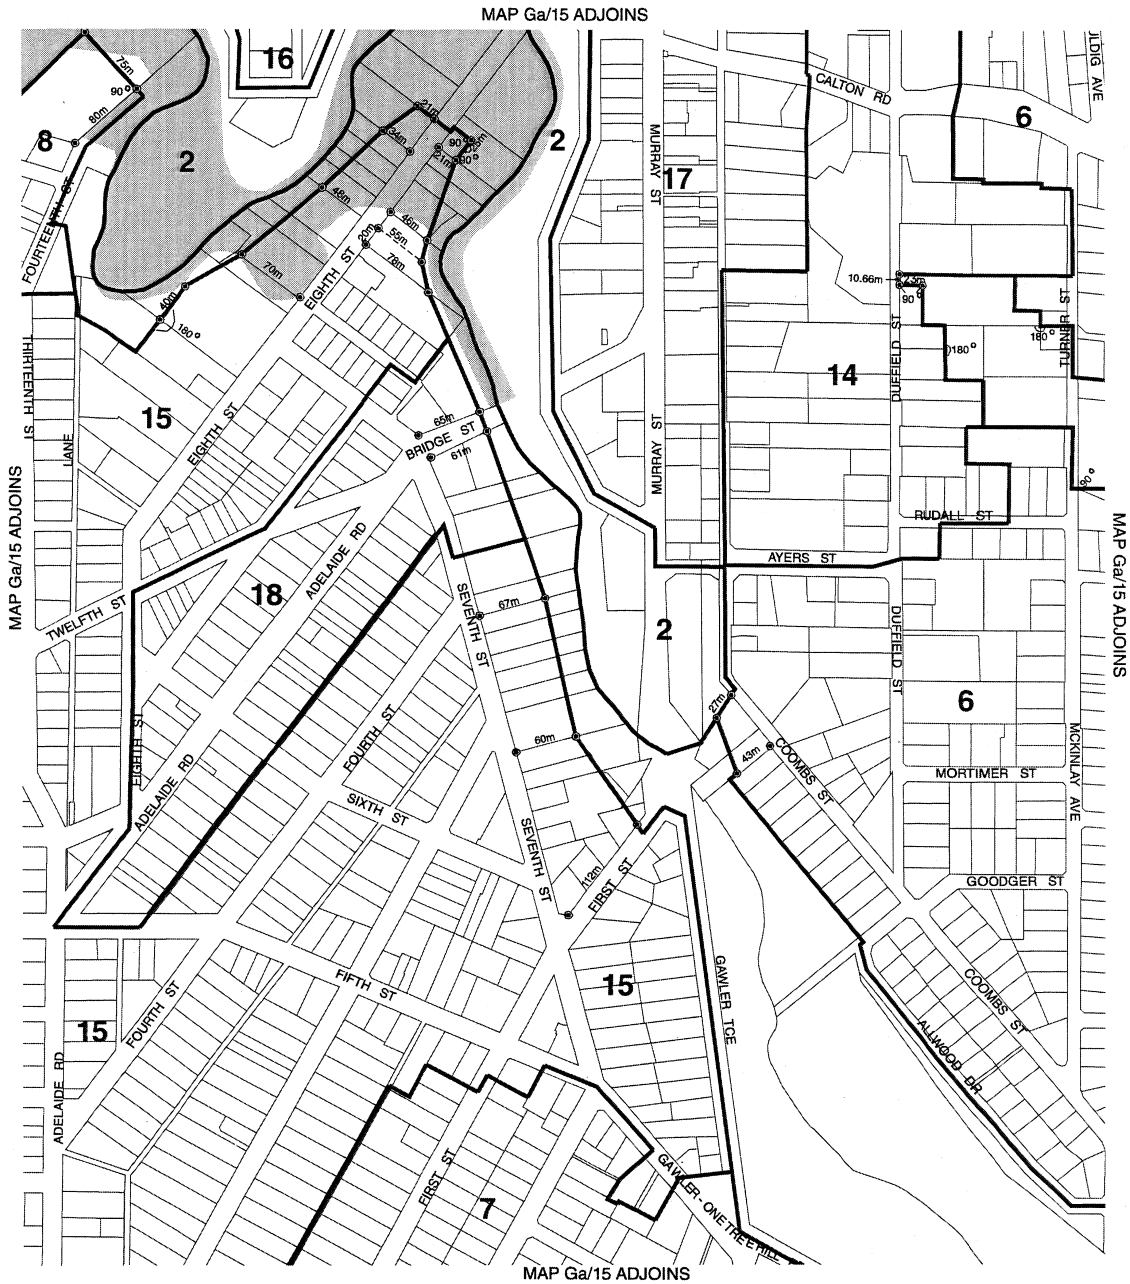 MAP Ga/15 ADJOINS
16
75m
90°
80m
8
2
FOURTEENTH ST
21m
34m
90°
21m
90°
48m
46m
20m
55m
78m
70m
40m
180°
EIGHTH ST
2
MURRAY ST
17
CALTON RD
6
10.66m
90°
DUFFIELD ST
180°
180°
TURNER ST
14
THIRTEENTH ST
LANE
15
EIGHTH ST
65m
BRIDGE ST
61m
MURRAY ST
90°
RUDALL ST
AYERS ST
MAP Ga/15 ADJOINS
MAP Ga/15 ADJOINS
18
ADELAIDE RD
TWELFTH ST
SEVENTH ST
67m
2
DUFFIELD ST
6
27m
EIGHTH ST
ADELAIDE RD
FOURTH ST
SIXTH ST
60m
43m
COOMBS ST
MORTIMER ST
MCKINLAY AVE
SEVENTH ST
112m
FIRST ST
GOODGER ST
FIFTH ST
15
GAWLER TCE
COOMBS ST
ALLWOOD DR
15
FOURTH ST
ADELAIDE RD
FIRST ST
7
GAWLER - ONE TREE HILL
MAP Ga/15 ADJOINS